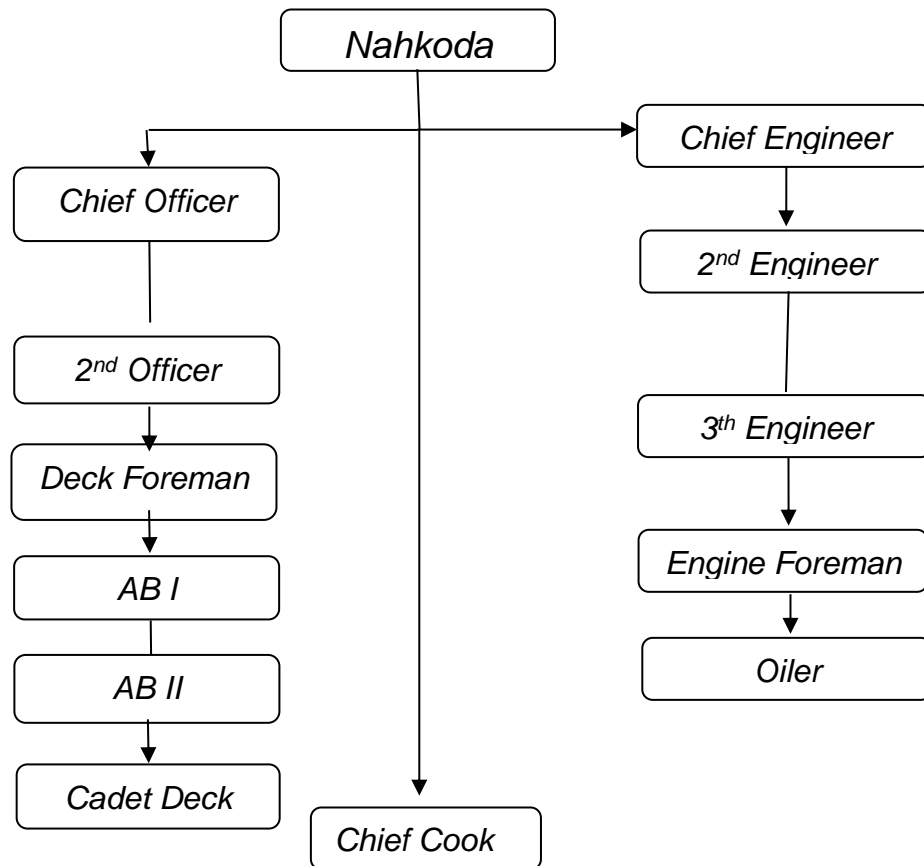 Nahkoda
Chief Officer
2nd Officer
Deck Foreman
AB I
AB II
Cadet Deck
Chief Cook
Chief Engineer
2nd Engineer
3th Engineer
Engine Foreman
Oiler